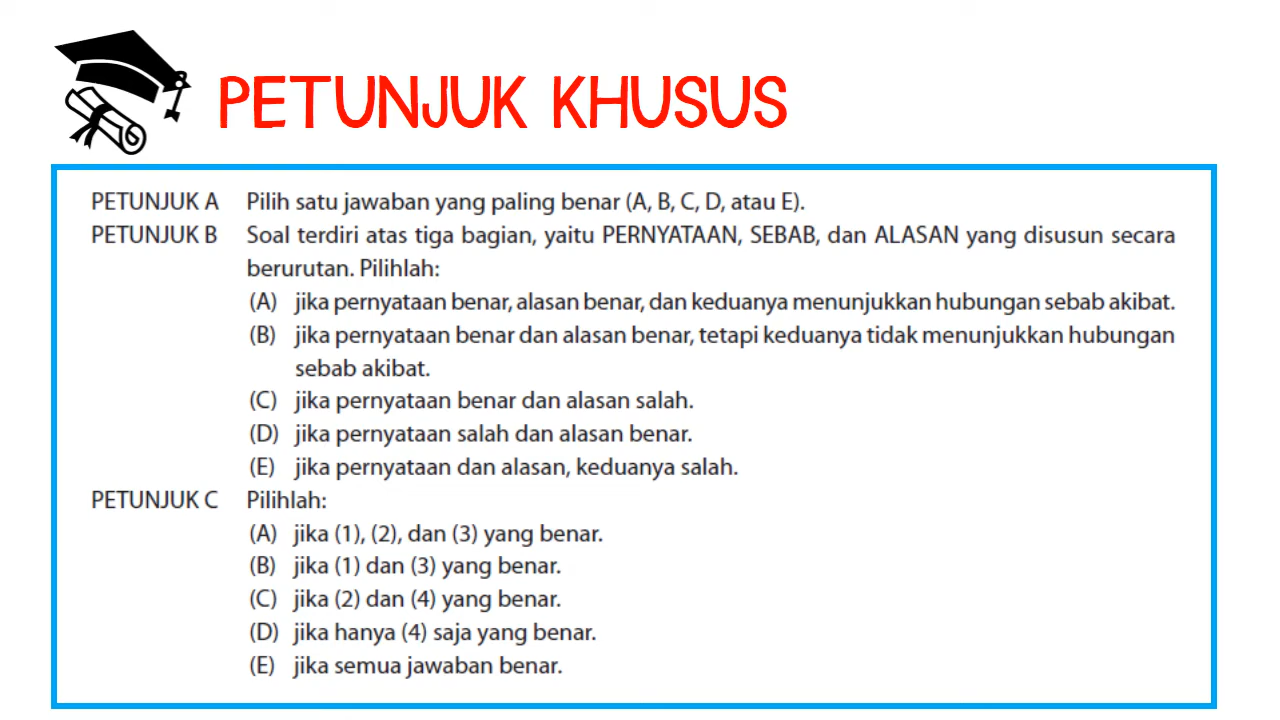 PETUNJUK KHUSUS
PETUNJUK A Pilih satu jawaban yang paling benar (A, B, C, D, atau E).
PETUNJUK B Soal terdiri atas tiga bagian, yaitu PERNYATAAN, SEBAB, dan ALASAN yang disusun secara
berurutan. Pilihlah:
(A) jika pernyataan benar, alasan benar, dan keduanya menunjukkan hubungan sebab akibat.
(B) jika pernyataan benar dan alasan benar, tetapi keduanya tidak menunjukkan hubungan
sebab akibat.
(C) jika pernyataan benar dan alasan salah.
(D) jika pernyataan salah dan alasan benar.
(E) jika pernyataan dan alasan, keduanya salah.
PETUNJUK C Pilihlah:
(A) jika (1), (2), dan (3) yang benar.
(B) jika (1) dan (3) yang benar.
(C) jika (2) dan (4) yang benar.
(D) jika hanya (4) saja yang benar.
(E) jika semua jawaban benar.